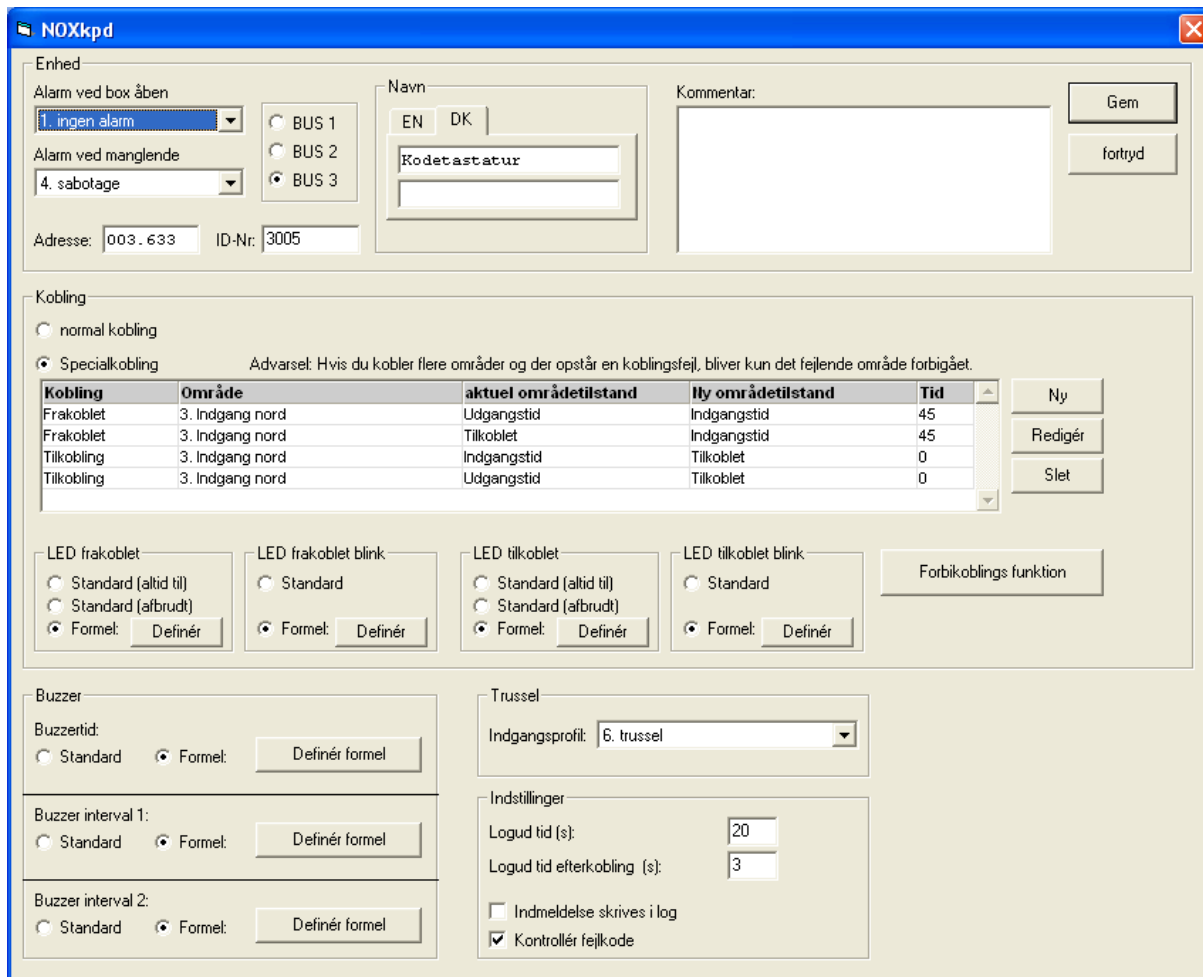 NOXkpd
Enhed
Alarm ved box åben
1. ingen alarm
Alarm ved manglende
4. sabotage
BUS 1
BUS 2
BUS 3
Adresse: 003.633 ID-Nr: 3005
Navn
EN DK
Kodetastatur
Kommentar:
Gem
fortryd
Kobling
normal kobling
Specialkobling Advarsel: Hvis du kobler flere områder og der opstår en koblingsfejl, bliver kun det fejlende område forbigået.
Kobling Område aktuel områdetilstand Ny områdetilstand Tid
Frakoblet 3. Indgang nord Udgangstid Indgangstid 45
Frakoblet 3. Indgang nord Tilkoblet Indgangstid 45
Tilkobling 3. Indgang nord Indgangstid Tilkoblet 0
Tilkobling 3. Indgang nord Udgangstid Tilkoblet 0
Ny
Redigér
Slet
LED frakoblet
Standard (altid til)
Standard (afbrudt)
Formel: Definér
LED frakoblet blink
Standard
Formel: Definér
LED tilkoblet
Standard (altid til)
Standard (afbrudt)
Formel: Definér
LED tilkoblet blink
Standard
Formel: Definér
Forbikoblings funktion
Buzzer
Buzzertid:
Standard Formel: Definér formel
Buzzer interval 1:
Standard Formel: Definér formel
Buzzer interval 2:
Standard Formel: Definér formel
Trussel
Indgangsprofil: 6. trussel
Indstillinger
Logud tid (s): 20
Logud tid efterkobling (s): 3
Indmeldelse skrives i log
Kontrollér fejlkode